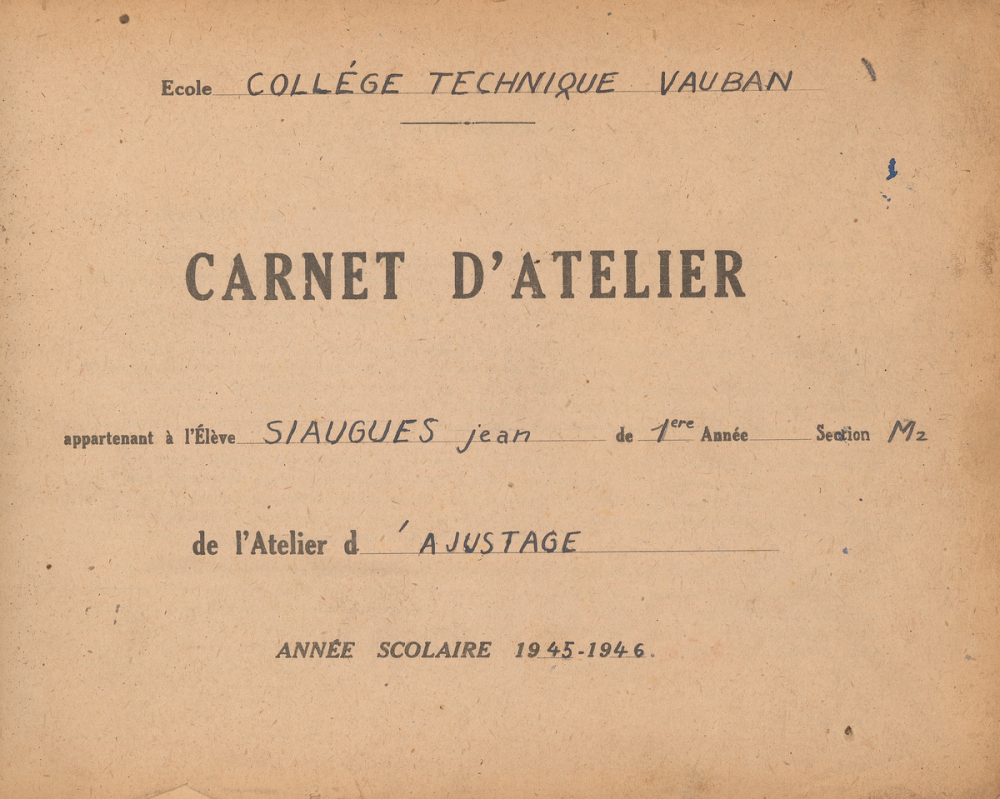 Ecole COLLÉGE TECHNIQUE VAUBAN
CARNET D'ATELIER
appartenant à l'Élève SIAUGUES jean de 1ere Année Section M2
de l'Atelier d'AJUSTAGE
ANNÉE SCOLAIRE 1945-1946.